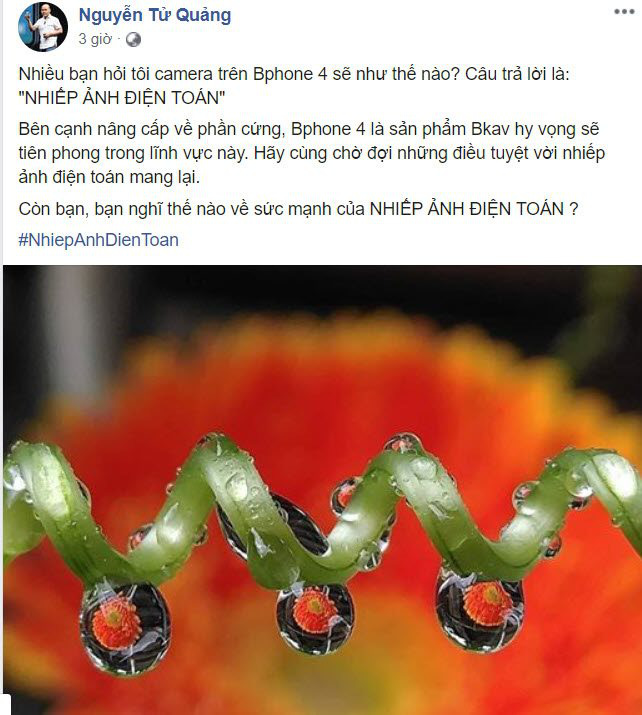 Nguyễn Tử Quảng
3 giờ ·
Nhiều bạn hỏi tôi camera trên Bphone 4 sẽ như thế nào? Câu trả lời là:
"NHIẾP ẢNH ĐIỆN TOÁN"
Bên cạnh nâng cấp về phần cứng, Bphone 4 là sản phẩm Bkav hy vọng sẽ
tiên phong trong lĩnh vực này. Hãy cùng chờ đợi những điều tuyệt vời nhiếp
ảnh điện toán mang lại.
Còn bạn, bạn nghĩ thế nào về sức mạnh của NHIẾP ẢNH ĐIỆN TOÁN ?
#NhiepAnhDienToan